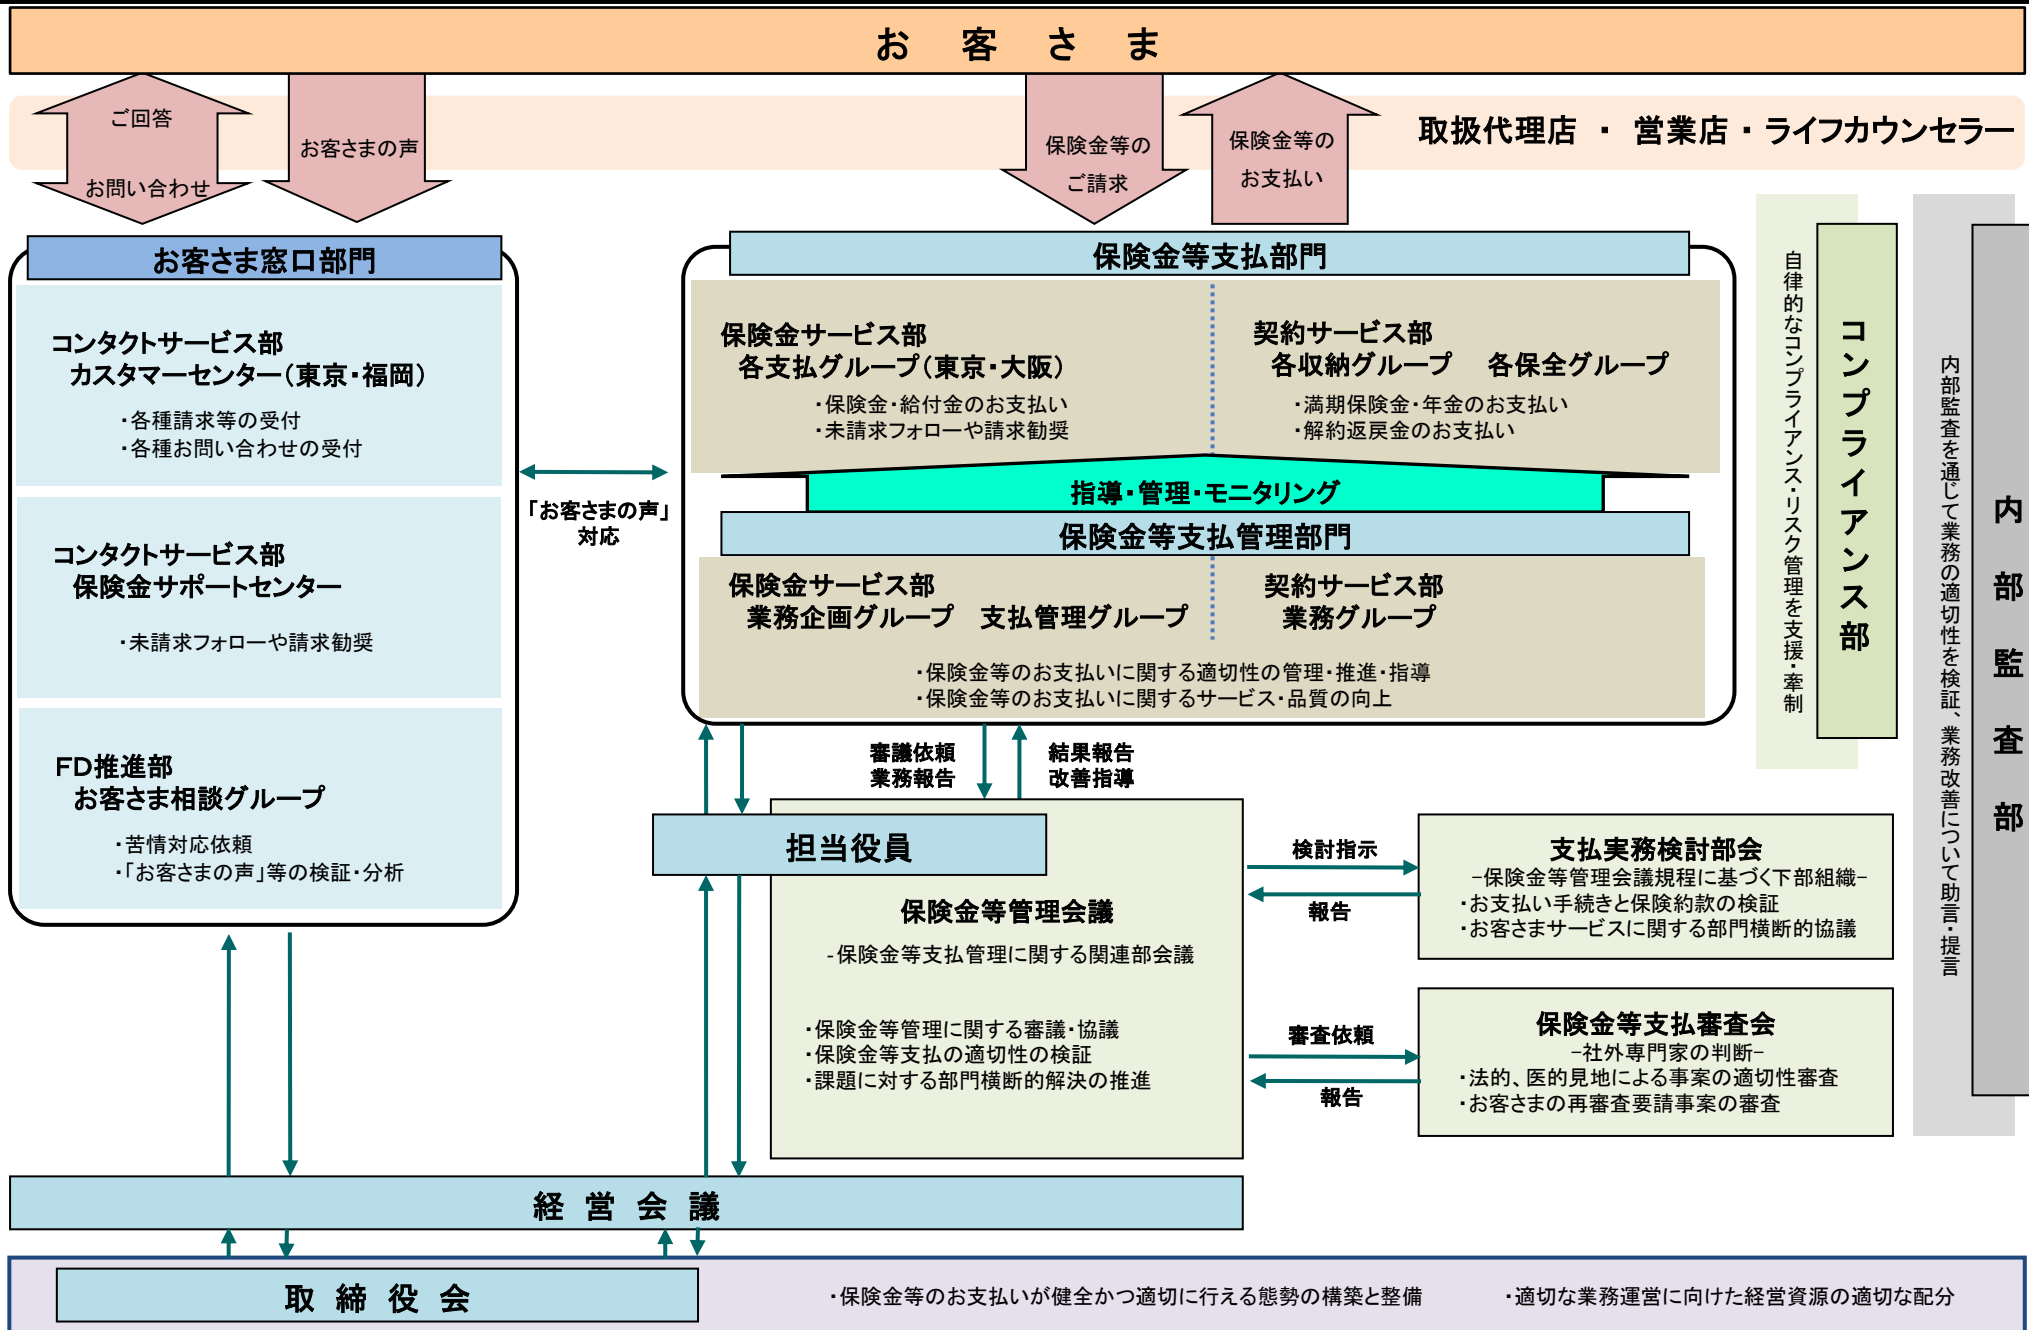 お客さま
取扱代理店 ・ 営業店・ライフカウンセラー
ご回答
お問い合わせ
お客さまの声
保険金等の
ご請求
保険金等の
お支払い
お客さま窓口部門
コンタクトサービス部
カスタマーセンター(東京・福岡)
・各種請求等の受付
・各種お問い合わせの受付
コンタクトサービス部
保険金サポートセンター
・未請求フォローや請求勧奨
FD推進部
お客さま相談グループ
・苦情対応依頼
・「お客さまの声」等の検証・分析
「お客さまの声」
対応
保険金等支払部門
保険金サービス部
各支払グループ(東京・大阪)
・保険金・給付金のお支払い
・未請求フォローや請求勧奨
契約サービス部
各収納グループ 各保全グループ
・満期保険金・年金のお支払い
・解約返戻金のお支払い
指導・管理・モニタリング
保険金等支払管理部門
保険金サービス部
業務企画グループ 支払管理グループ
契約サービス部
業務グループ
・保険金等のお支払いに関する適切性の管理・推進・指導
・保険金等のお支払いに関するサービス・品質の向上
自律的なコンプライアンス・リスク管理を支援・牽制
コンプライアンス部
内部監査を通じて業務の適切性を検証、業務改善について助言・提言
内部監査部
審議依頼
業務報告
結果報告
改善指導
担当役員
保険金等管理会議
-保険金等支払管理に関する関連部会議
・保険金等管理に関する審議・協議
・保険金等支払の適切性の検証
・課題に対する部門横断的解決の推進
検討指示
報告
支払実務検討部会
−保険金等管理会議規程に基づく下部組織−
・お支払い手続きと保険約款の検証
・お客さまサービスに関する部門横断的協議
審査依頼
報告
保険金等支払審査会
−社外専門家の判断−
・法的、医的見地による事案の適切性審査
・お客さまの再審査要請事案の審査
経営会議
取締役会
・保険金等のお支払いが健全かつ適切に行える態勢の構築と整備
・適切な業務運営に向けた経営資源の適切な配分